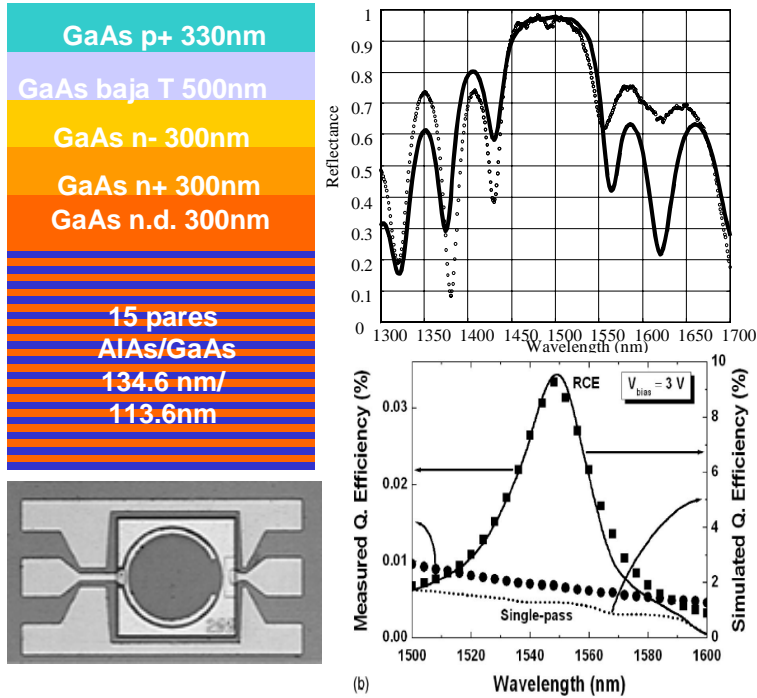 GaAs p+ 330nm
GaAs baja T 500nm
GaAs n- 300nm
GaAs n+ 300nm
GaAs n.d. 300nm
15 pares
AlAs/GaAs
134.6 nm/
113.6nm
1
0.9
0.8
0.7
0.6
0.5
0.4
0.3
0.2
0.1
0
Reflectance
1300 1350 1400 1450 1500 1550 1600 1650 1700
Wavelength (nm)
RCE
V_bias = 3 V
Single-pass
0.03
0.02
0.01
0.00
Measured Q. Efficiency (%)
10
8
6
4
2
0
Simulated Q. Efficiency (%)
1500 1520 1540 1560 1580 1600
(b) Wavelength (nm)